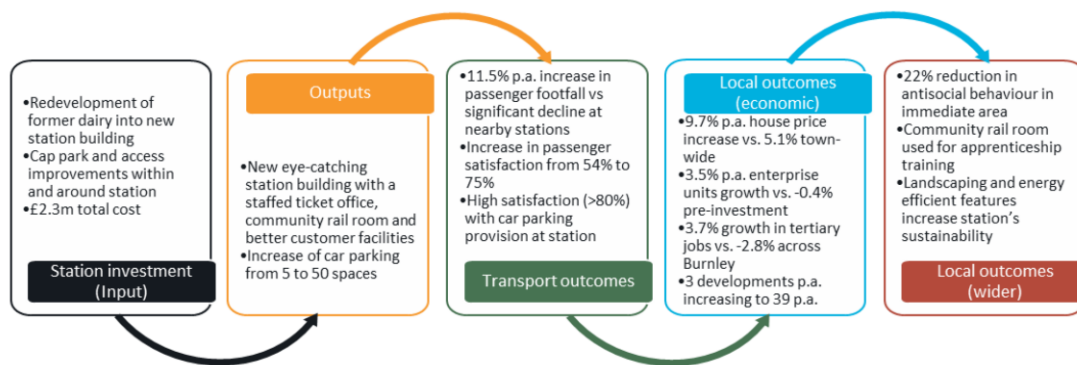 •Redevelopment of
former dairy into new
station building
•Cap park and access
improvements within
and around station
•£2.3m total cost
Station investment
(Input)
Outputs
•New eye-catching
station building with a
staffed ticket office,
community rail room and
better customer facilities
•Increase of car parking
from 5 to 50 spaces
•11.5% p.a. increase in
passenger footfall vs
significant decline at
nearby stations
•Increase in passenger
satisfaction from 54% to
75%
•High satisfaction (>80%)
with car parking
provision at station
Transport outcomes
Local outcomes
(economic)
•9.7% p.a. house price
increase vs. 5.1% town-
wide
•3.5% p.a. enterprise
units growth vs. -0.4%
pre-investment
•3.7% growth in tertiary
jobs vs. -2.8% across
Burnley
•3 developments p.a.
increasing to 39 p.a.
•22% reduction in
antisocial behaviour in
immediate area
•Community rail room
used for apprenticeship
training
•Landscaping and energy
efficient features
increase station's
sustainability
Local outcomes
(wider)